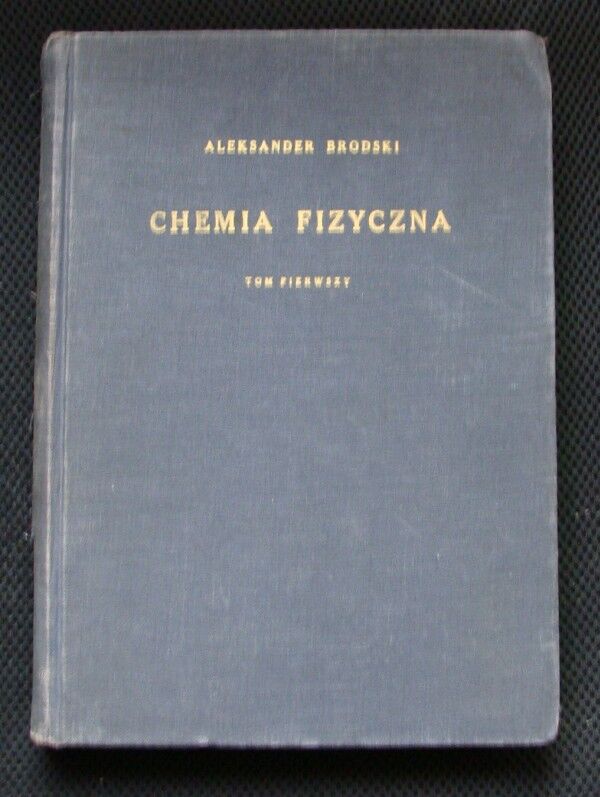 ALEKSANDER BRODSKI
CHEMIA FIZYCZNA
TOM PIERWSZY